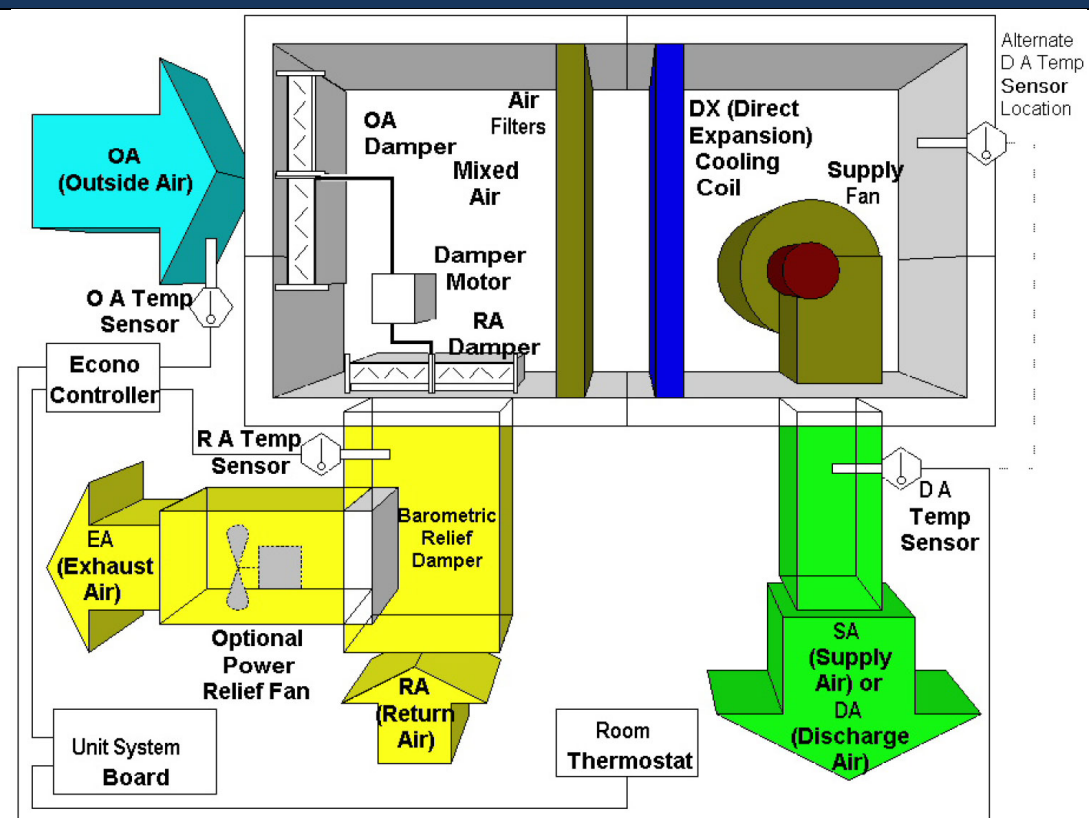 Alternate
D A Temp
Sensor
Location
OA
(Outside Air)
OA
Damper
Air
Filters
Mixed
Air
DX (Direct
Expansion)
Cooling
Coil
Supply
Fan
Damper
Motor
RA
Damper
O A Temp
Sensor
Econo
Controller
R A Temp
Sensor
Barometric
Relief
Damper
D A
Temp
Sensor
EA
(Exhaust
Air)
Optional
Power
Relief Fan
RA
(Return
Air)
SA
(Supply
Air) or
DA
(Discharge
Air)
Unit System
Board
Room
Thermostat